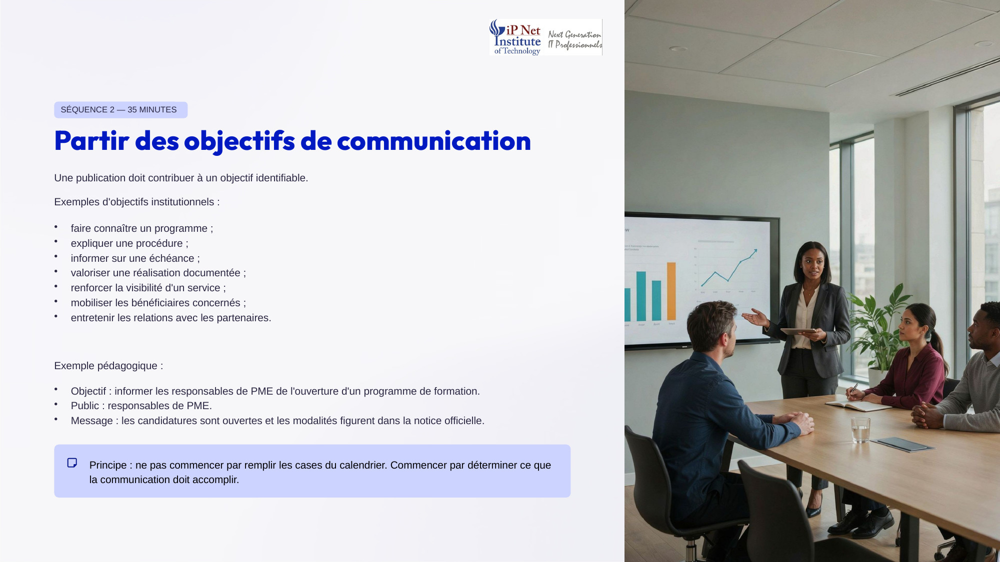 iP Net
Institute
of Technology
Next Generation
IT Professionnels
SÉQUENCE 2 — 35 MINUTES
Partir des objectifs de communication
Une publication doit contribuer à un objectif identifiable.
Exemples d'objectifs institutionnels :
• faire connaître un programme ;
• expliquer une procédure ;
• informer sur une échéance ;
• valoriser une réalisation documentée ;
• renforcer la visibilité d'un service ;
• mobiliser les bénéficiaires concernés ;
• entretenir les relations avec les partenaires.
Exemple pédagogique :
• Objectif : informer les responsables de PME de l'ouverture d'un programme de formation.
• Public : responsables de PME.
• Message : les candidatures sont ouvertes et les modalités figurent dans la notice officielle.
Principe : ne pas commencer par remplir les cases du calendrier. Commencer par déterminer ce que
la communication doit accomplir.